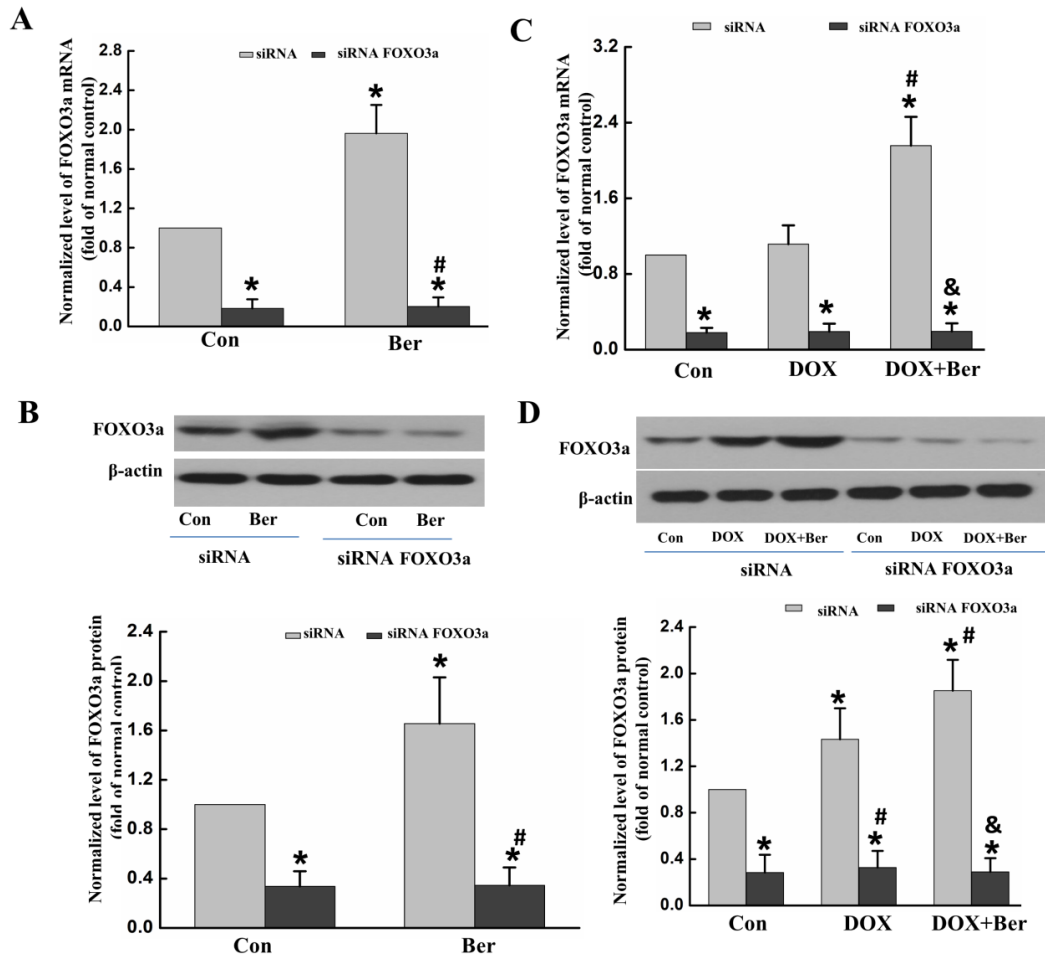 A
siRNA siRNA FOXO3a
Normalized level of FOXO3a mRNA
(fold of normal control)
2.8
2.4
2.0
1.6
1.2
0.8
0.4
0.0
*
*
#
*
Con Ber
C
siRNA siRNA FOXO3a
Normalized level of FOXO3a mRNA
(fold of normal control)
3.2
2.4
1.6
0.8
0.0
*
*
#
*
&
*
Con DOX DOX+Ber
B
FOXO3a
β-actin
Con Ber Con Ber
siRNA siRNA FOXO3a
siRNA siRNA FOXO3a
Normalized level of FOXO3a protein
(fold of normal control)
2.4
2.0
1.6
1.2
0.8
0.4
0.0
*
*
#
*
Con Ber
D
FOXO3a
β-actin
Con DOX DOX+Ber Con DOX DOX+Ber
siRNA siRNA FOXO3a
siRNA siRNA FOXO3a
Normalized level of FOXO3a protein
(fold of normal control)
2.4
2.0
1.6
1.2
0.8
0.4
0.0
*
*
#
*
* #
&
*
Con DOX DOX+Ber